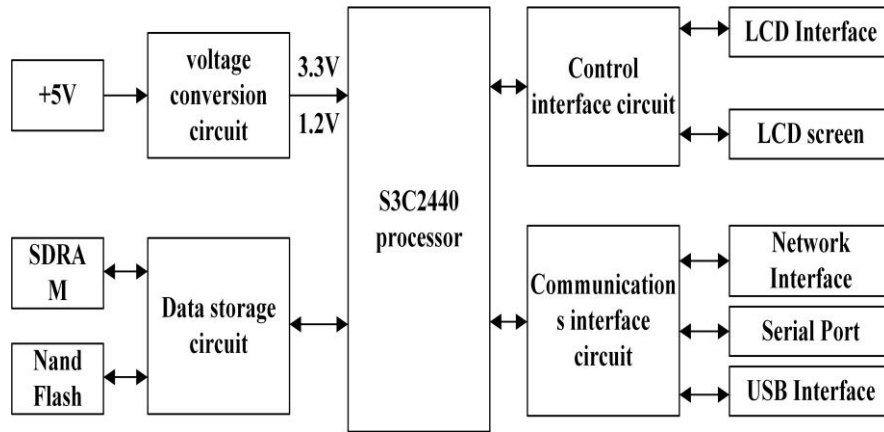 +5V
voltage
conversion
circuit
3.3V
1.2V
SDRA
M
Nand
Flash
Data storage
circuit
S3C2440
processor
Control
interface circuit
LCD Interface
LCD screen
Communication
s interface
circuit
Network
Interface
Serial Port
USB Interface